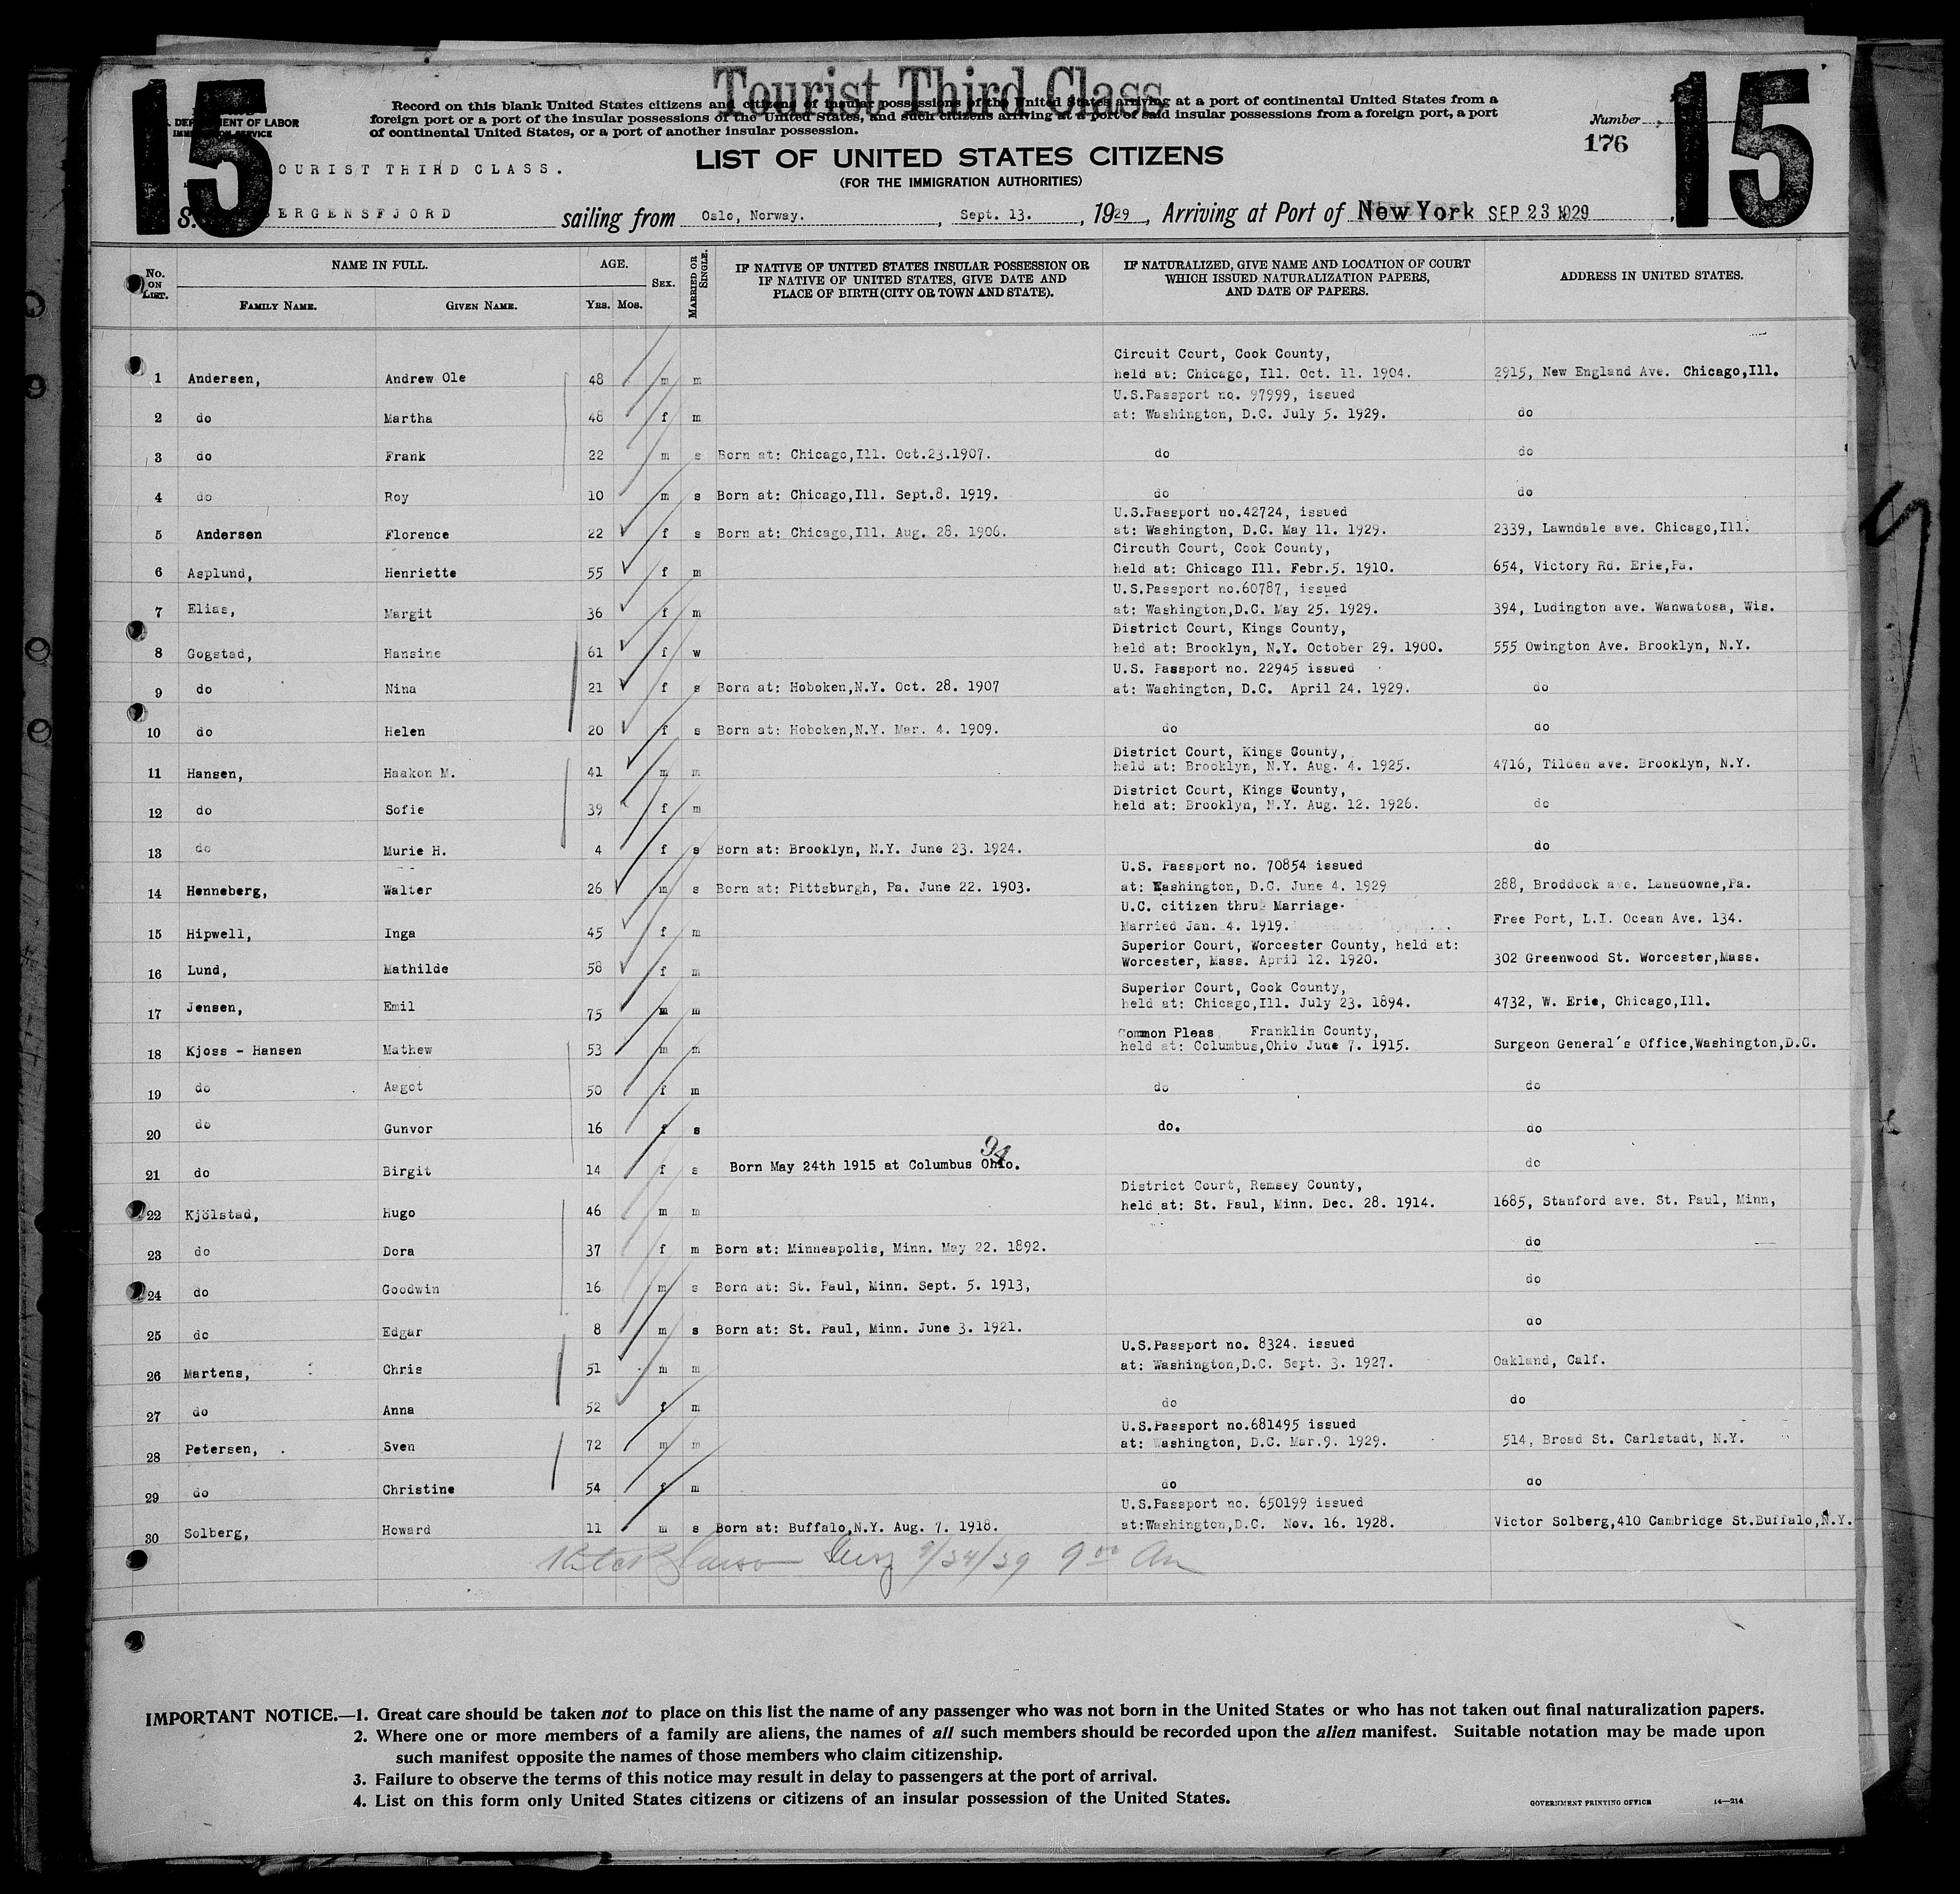 Tourist Third Class
15
15
DEPARTMENT OF LABOR
IMMIGRATION SERVICE
Record on this blank United States citizens and citizens of insular possessions of the United States arriving at a port of continental United States from a
foreign port or a port of the insular possessions of the United States, and such citizens arriving at a port of said insular possessions from a foreign port, a port
of continental United States, or a port of another insular possession.
Number
176
OURIST THIRD CLASS.
LIST OF UNITED STATES CITIZENS
(FOR THE IMMIGRATION AUTHORITIES)
S. ERGENSFJORD sailing from Oslo, Norway. , Sept. 13. , 1929 , Arriving at Port of New York SEP 23 1929
No. ON LIST.
NAME IN FULL.
FAMILY NAME.
GIVEN NAME.
AGE.
YRS. MOS.
SEX.
MARRIED OR SINGLE.
IF NATIVE OF UNITED STATES INSULAR POSSESSION OR
IF NATIVE OF UNITED STATES, GIVE DATE AND
PLACE OF BIRTH (CITY OR TOWN AND STATE).
IF NATURALIZED, GIVE NAME AND LOCATION OF COURT
WHICH ISSUED NATURALIZATION PAPERS,
AND DATE OF PAPERS.
ADDRESS IN UNITED STATES.
Circuit Court, Cook County,
1 Andersen, Andrew Ole 48 m m held at: Chicago, Ill. Oct. 11. 1904. 2915, New England Ave. Chicago,Ill.
U.S.Passport no. 97999, issued
2 do Martha 48 f m at: Washington, D.C. July 5. 1929. do
3 do Frank 22 m s Born at: Chicago,Ill. Oct.23.1907. do do
4 do Roy 10 m s Born at: Chicago,Ill. Sept.8. 1919. do do
U.S.Passport no.42724, issued
5 Andersen Florence 22 f s Born at: Chicago,Ill. Aug. 28. 1906. at: Washington, D.C. May 11. 1929. 2339, Lawndale ave. Chicago,Ill.
Circuth Court, Cook County,
6 Asplund, Henriette 55 f m held at: Chicago Ill. Febr.5. 1910. 654, Victory Rd. Erie,Pa.
U.S.Passport no.60787, issued
7 Elias, Margit 36 f m at: Washington,D.C. May 25. 1929. 394, Ludington ave. Wanwatosa, Wis.
District Court, Kings County,
8 Gogstad, Hansine 61 f w held at: Brooklyn, N.Y. October 29. 1900. 555 Owington Ave. Brooklyn, N.Y.
U.S. Passport no. 22945 issued
9 do Nina 21 f s Born at: Hoboken,N.Y. Oct. 28. 1907 at: Washington, D.C. April 24. 1929. do
10 do Helen 20 f s Born at: Hoboken,N.Y. Mar. 4. 1909. do do
District Court, Kings County,
11 Hansen, Haakon M. 41 m m held at: Brooklyn, N.Y. Aug. 4. 1925. 4716, Tilden ave. Brooklyn, N.Y.
District Court, Kings County,
12 do Sofie 39 f m held at: Brooklyn, N.Y. Aug. 12. 1926. do
13 do Murie H. 4 f s Born at: Brooklyn, N.Y. June 23. 1924. do
U.S. Passport no. 70854 issued
14 Henneberg, Walter 26 m s Born at: Pittsburgh, Pa. June 22. 1903. at: Washington, D.C. June 4. 1929 288, Broddock ave. Lansdowne,Pa.
U.C. citizen thru Marriage.
15 Hipwell, Inga 45 f m Married Jan. 4. 1919. Free Port, L.I. Ocean Ave. 134.
Superior Court, Worcester County, held at:
16 Lund, Mathilde 58 f m Worcester, Mass. April 12. 1920. 302 Greenwood St. Worcester,Mass.
Superior Court, Cook County,
17 Jensen, Emil 75 m m held at: Chicago,Ill. July 23. 1894. 4732, W. Erie, Chicago,Ill.
Common Pleas Franklin County,
18 Kjoss - Hansen Mathew 53 m m held at: Columbus,Ohio June 7. 1915. Surgeon General's Office,Washington,D.C.
19 do Aagot 50 f m do do
20 do Gunvor 16 f s do. do
21 do Birgit 14 f s Born May 24th 1915 at Columbus Ohio. do
District Court, Remsey County,
22 Kjölstad, Hugo 46 m m held at: St. Paul, Minn. Dec. 28. 1914. 1685, Stanford ave. St. Paul, Minn,
23 do Dora 37 f m Born at: Minneapolis, Minn. May 22. 1892. do
24 do Goodwin 16 m s Born at: St. Paul, Minn. Sept. 5. 1913, do
25 do Edgar 8 m s Born at: St. Paul, Minn. June 3. 1921. do
U.S.Passport no. 8324. issued
26 Martens, Chris 51 m m at: Washington,D.C. Sept. 3. 1927. Oakland, Calf.
27 do Anna 52 f m do do
U.S.Passport no.681495 issued
28 Petersen, Sven 72 m m at: Washington, D.C. Mar.9. 1929. 514, Broad St. Carlstadt, N.Y.
29 do Christine 54 f m do do
U.S.Passport no. 650199 issued
30 Solberg, Howard 11 m s Born at: Buffalo,N.Y. Aug. 7. 1918. at:Washington,D.C. Nov. 16. 1928. Victor Solberg,410 Cambridge St.Buffalo,N.Y.
9/24/29 9 00 Am
IMPORTANT NOTICE.—1. Great care should be taken not to place on this list the name of any passenger who was not born in the United States or who has not taken out final naturalization papers.
2. Where one or more members of a family are aliens, the names of all such members should be recorded upon the alien manifest. Suitable notation may be made upon
such manifest opposite the names of those members who claim citizenship.
3. Failure to observe the terms of this notice may result in delay to passengers at the port of arrival.
4. List on this form only United States citizens or citizens of an insular possession of the United States.
GOVERNMENT PRINTING OFFICE 14—214